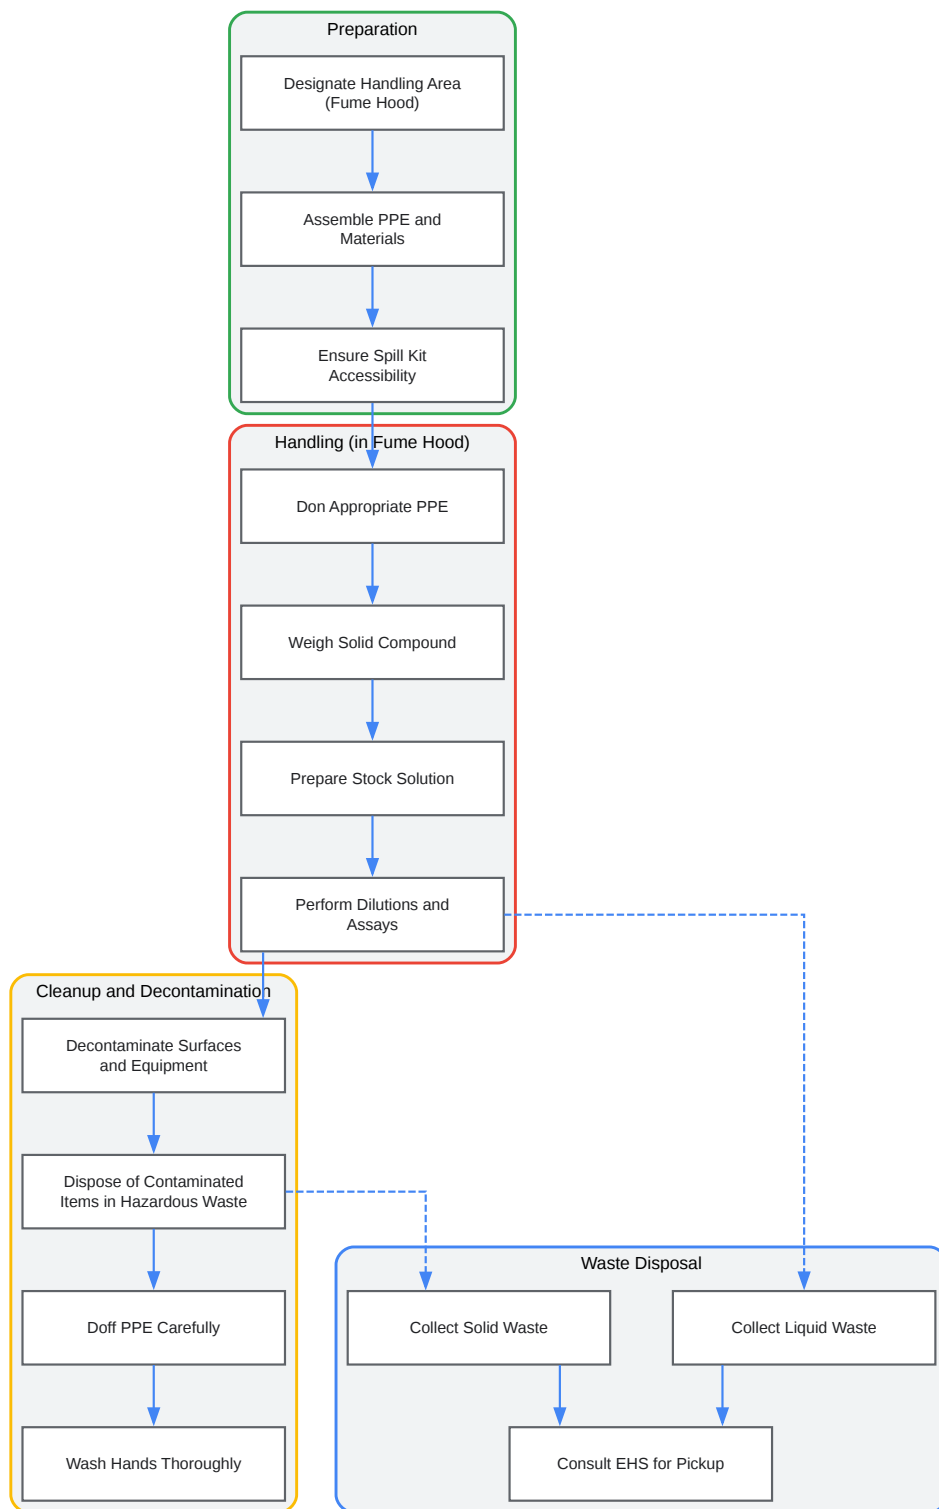 Preparation
Designate Handling Area
(Fume Hood)
Assemble PPE and
Materials
Ensure Spill Kit
Accessibility
Handling (in Fume Hood)
Don Appropriate PPE
Weigh Solid Compound
Prepare Stock Solution
Perform Dilutions and
Assays
Cleanup and Decontamination
Decontaminate Surfaces
and Equipment
Dispose of Contaminated
Items in Hazardous Waste
Doff PPE Carefully
Wash Hands Thoroughly
Waste Disposal
Collect Solid Waste
Collect Liquid Waste
Consult EHS for Pickup